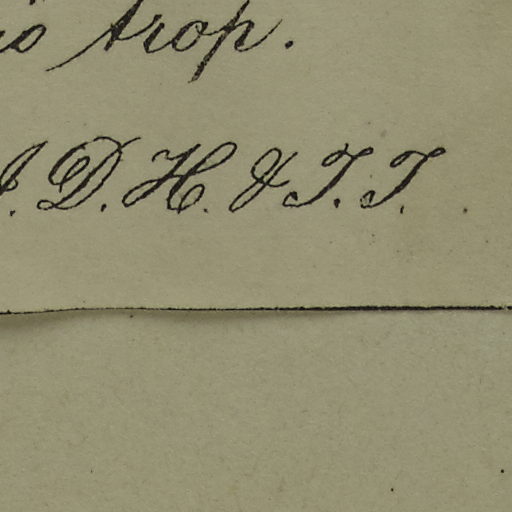 trop.
D. H. & T. T.